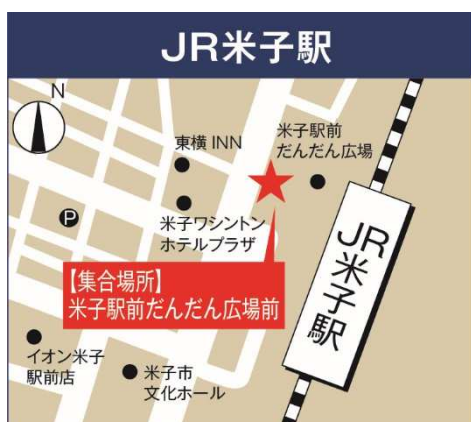 JR米子駅
N
東横 INN
米子駅前
だんだん広場
P
米子ワシントン
ホテルプラザ
JR米子駅
【集合場所】
米子駅前だんだん広場前
イオン米子
駅前店
米子市
文化ホール